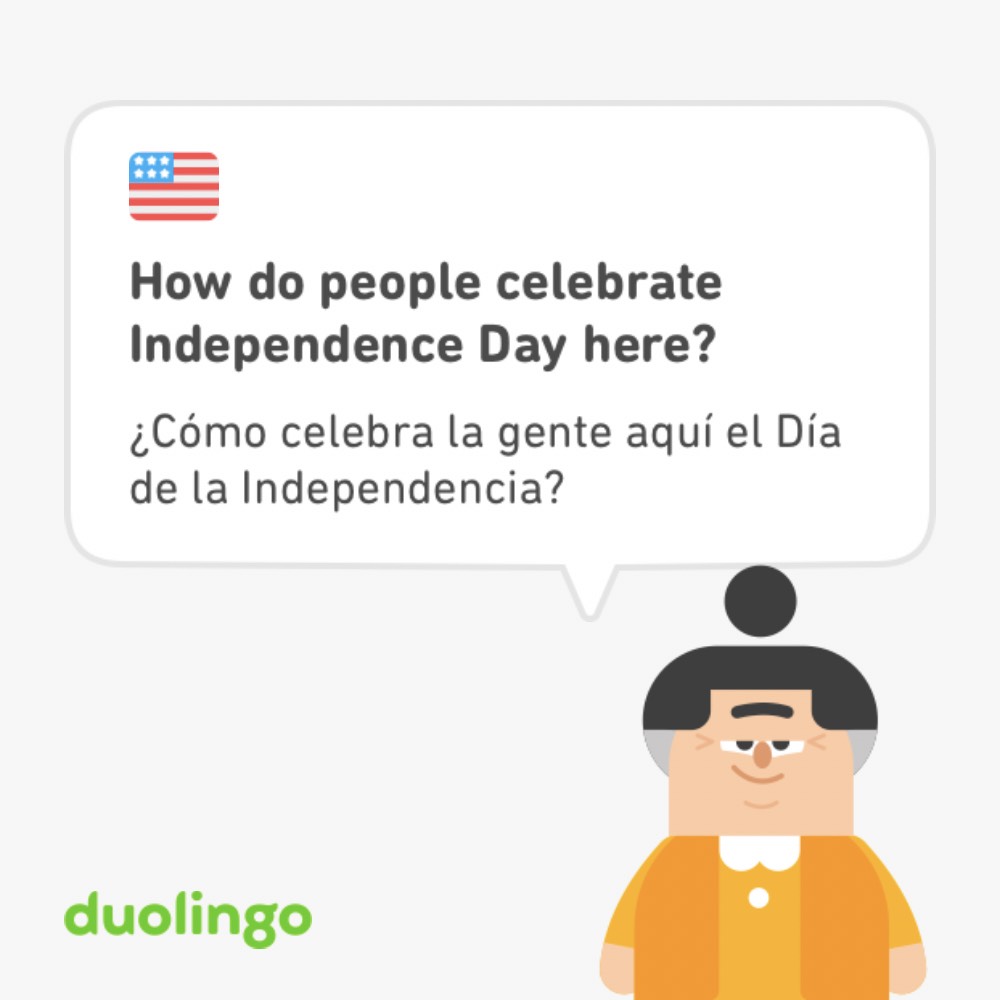 How do people celebrate
Independence Day here?
¿Cómo celebra la gente aquí el Día
de la Independencia?
duolingo